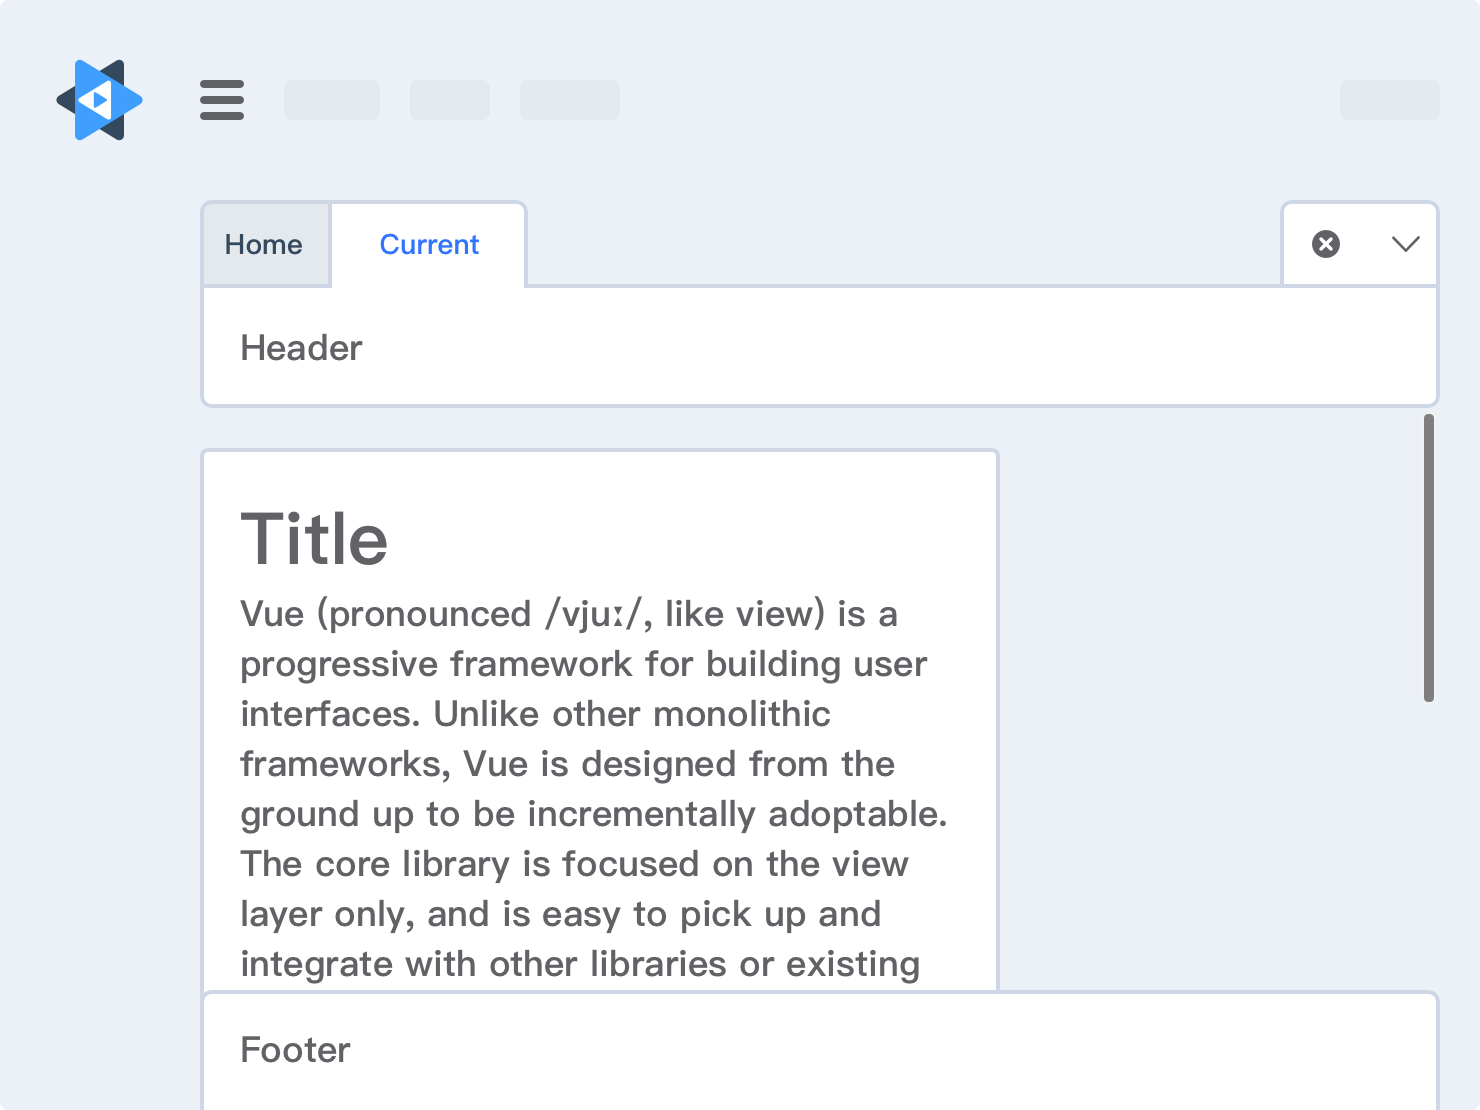 Home
Current
Header
Title
Vue (pronounced /vjuː/, like view) is a
progressive framework for building user
interfaces. Unlike other monolithic
frameworks, Vue is designed from the
ground up to be incrementally adoptable.
The core library is focused on the view
layer only, and is easy to pick up and
integrate with other libraries or existing
Footer